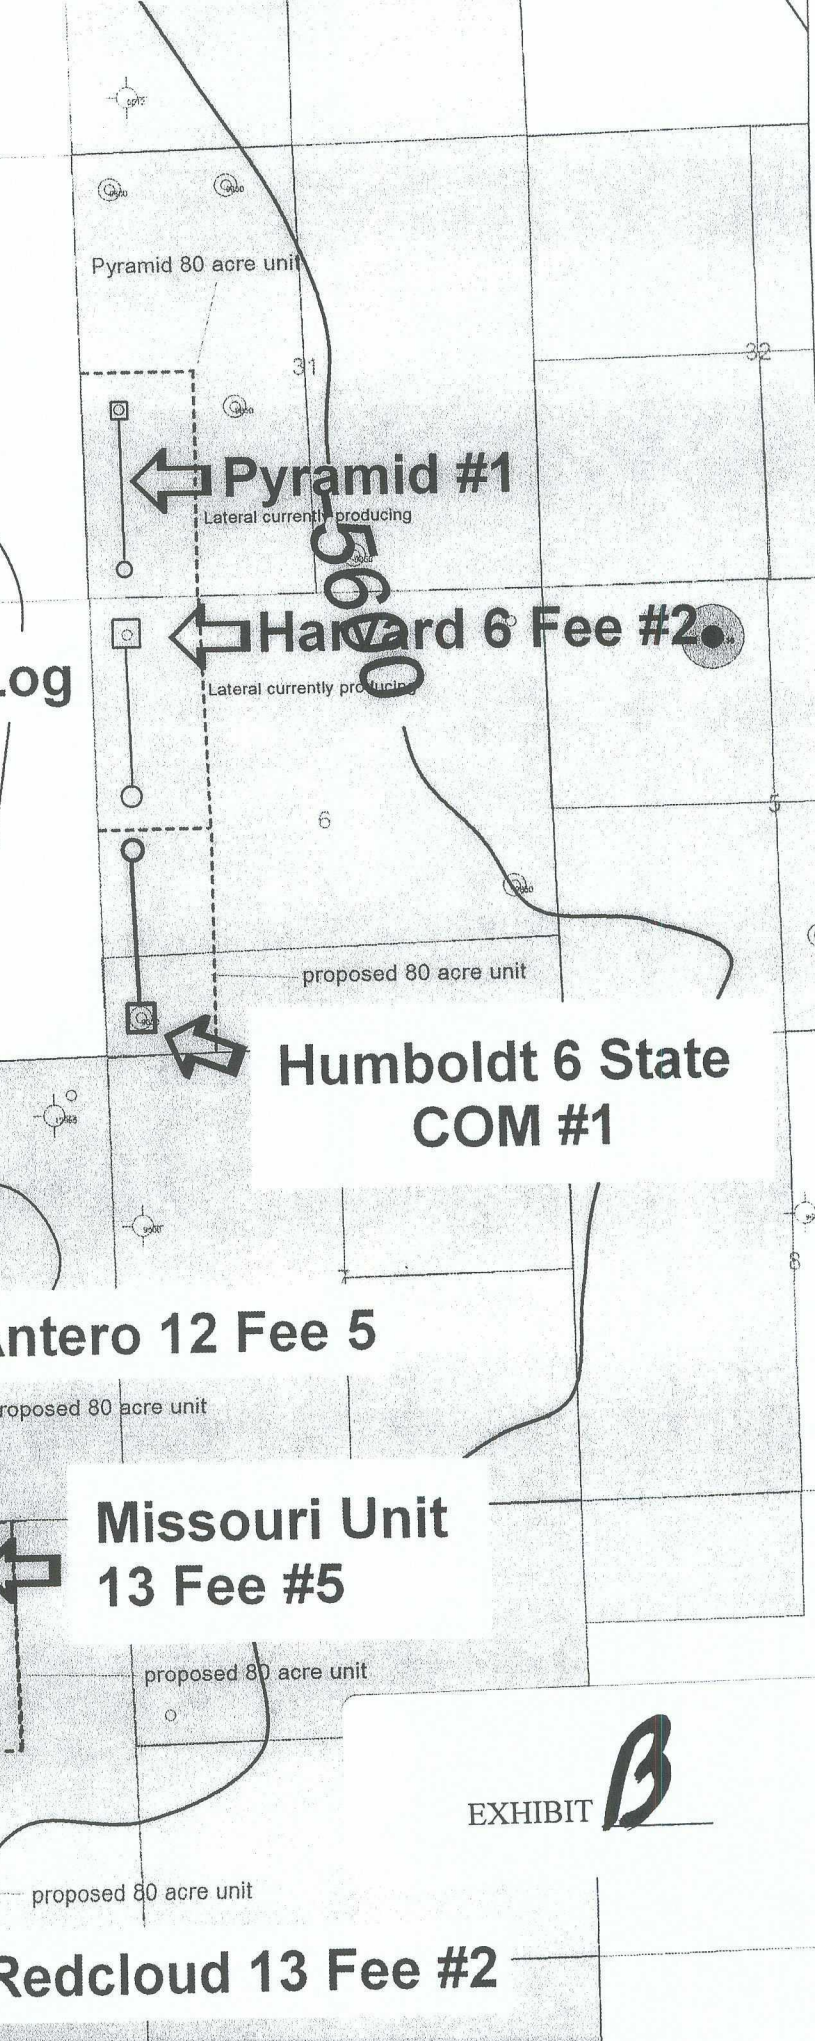 Pyramid 80 acre unit
31
32
Pyramid #1
Lateral currently producing
-5600
Harvard 6 Fee #2
Log
Lateral currently producing
6
5
proposed 80 acre unit
Humboldt 6 State
COM #1
7
8
Antero 12 Fee 5
proposed 80 acre unit
Missouri Unit
13 Fee #5
proposed 80 acre unit
EXHIBIT B
proposed 80 acre unit
Redcloud 13 Fee #2